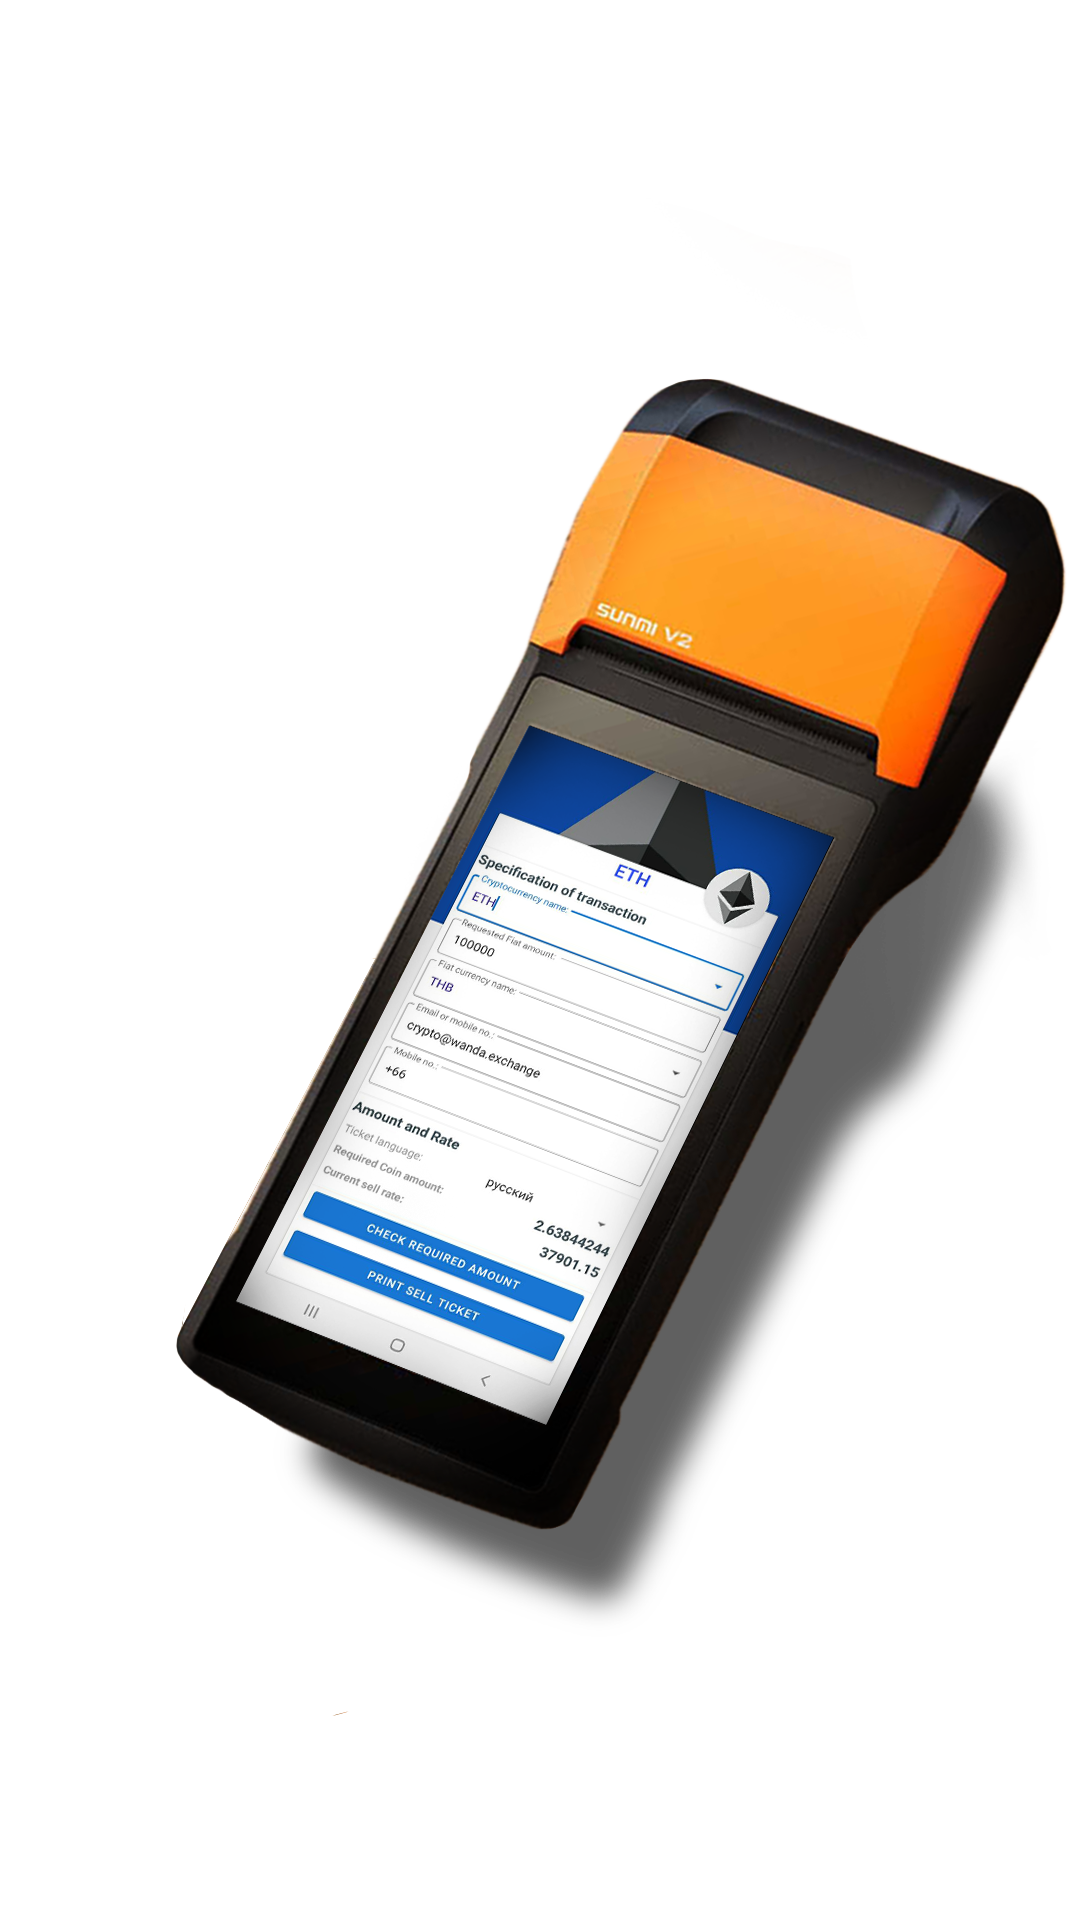 SUNMI V2
ETH
Specification of transaction
Cryptocurrency name:
ETH
Requested Fiat amount:
100000
Fiat currency name:
THB
Email or mobile no.:
crypto@wanda.exchange
Mobile no.:
+66
Amount and Rate
Ticket language:
русский
Required Coin amount:
2.63844244
Current sell rate:
37901.15
CHECK REQUIRED AMOUNT
PRINT SELL TICKET